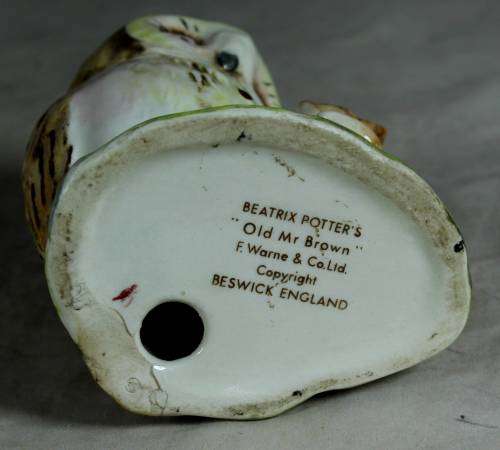 BEATRIX POTTER'S
"Old Mr Brown"
F. Warne & Co. Ltd.
Copyright
BESWICK ENGLAND